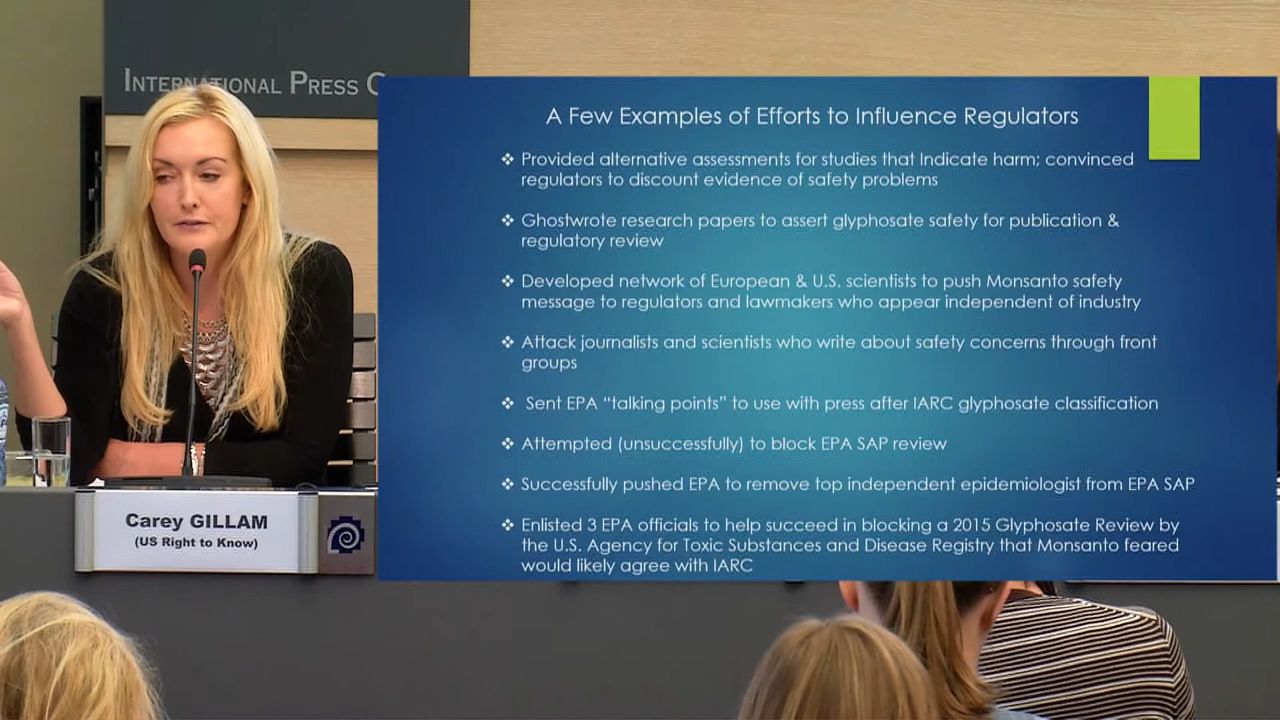 INTERNATIONAL PRESS C
A Few Examples of Efforts to Influence Regulators
❖ Provided alternative assessments for studies that Indicate harm; convinced
regulators to discount evidence of safety problems
❖ Ghostwrote research papers to assert glyphosate safety for publication &
regulatory review
❖ Developed network of European & U.S. scientists to push Monsanto safety
message to regulators and lawmakers who appear independent of industry
❖ Attack journalists and scientists who write about safety concerns through front
groups
❖ Sent EPA “talking points” to use with press after IARC glyphosate classification
❖ Attempted (unsuccessfully) to block EPA SAP review
❖ Successfully pushed EPA to remove top independent epidemiologist from EPA SAP
❖ Enlisted 3 EPA officials to help succeed in blocking a 2015 Glyphosate Review by
the U.S. Agency for Toxic Substances and Disease Registry that Monsanto feared
would likely agree with IARC
Carey GILLAM
(US Right to Know)